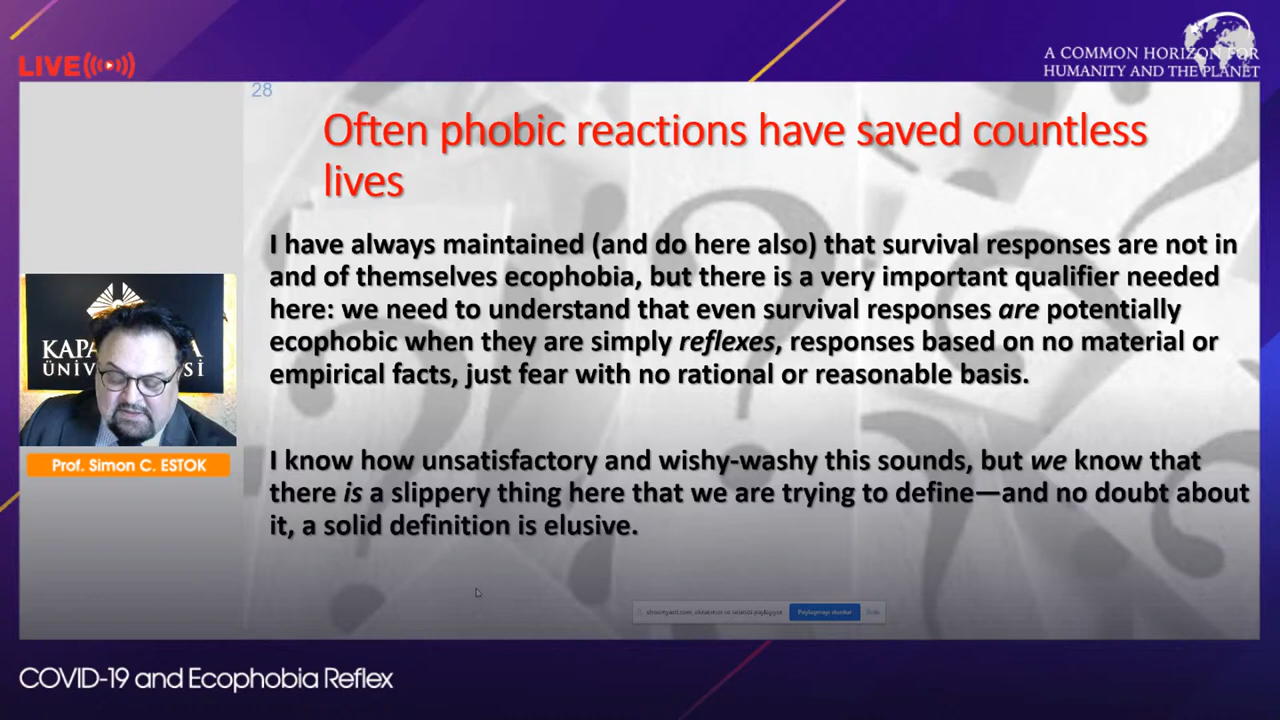 LIVE
A COMMON HORIZON FOR
HUMANITY AND THE PLANET
28
Often phobic reactions have saved countless
lives
I have always maintained (and do here also) that survival responses are not in
and of themselves ecophobia, but there is a very important qualifier needed
here: we need to understand that even survival responses are potentially
ecophobic when they are simply reflexes, responses based on no material or
empirical facts, just fear with no rational or reasonable basis.
I know how unsatisfactory and wishy-washy this sounds, but we know that
there is a slippery thing here that we are trying to define—and no doubt about
it, a solid definition is elusive.
Prof. Simon C. ESTOK
Paylaşmayı durdur
COVID-19 and Ecophobia Reflex